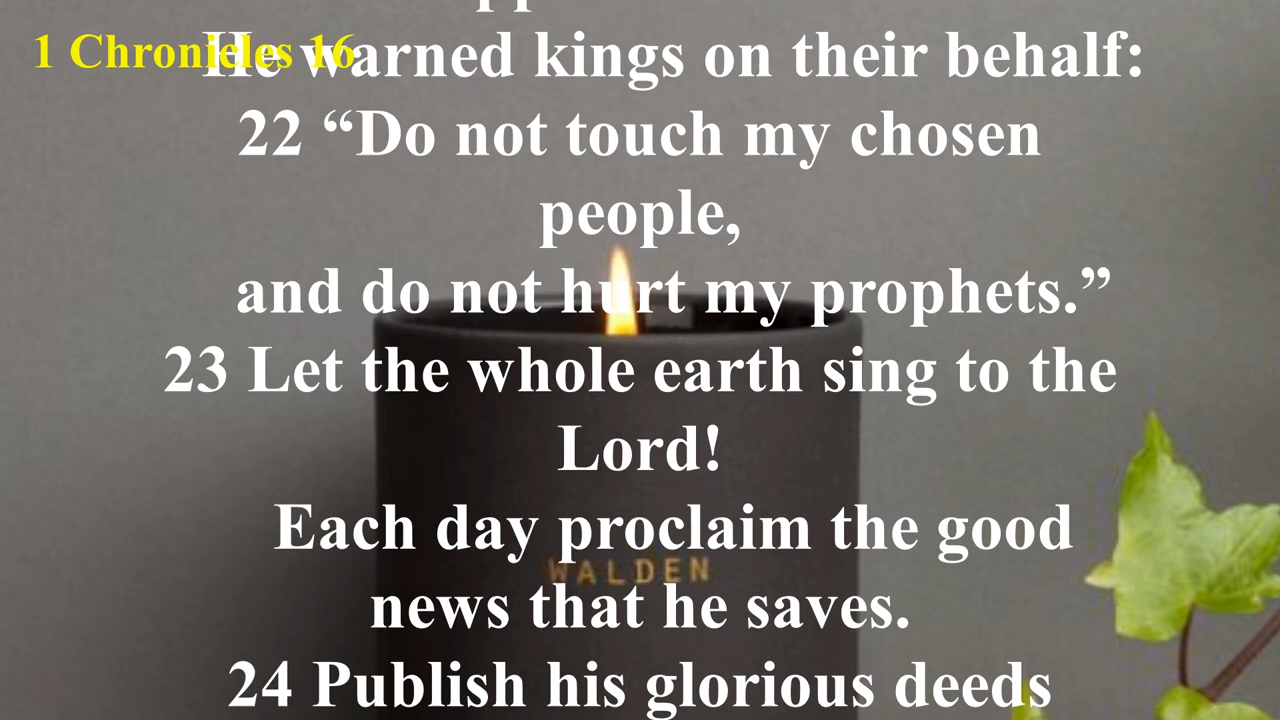 1 Chronicles 16
He warned kings on their behalf:
22 “Do not touch my chosen
people,
and do not hurt my prophets.”
23 Let the whole earth sing to the
Lord!
Each day proclaim the good
WALDEN
news that he saves.
24 Publish his glorious deeds